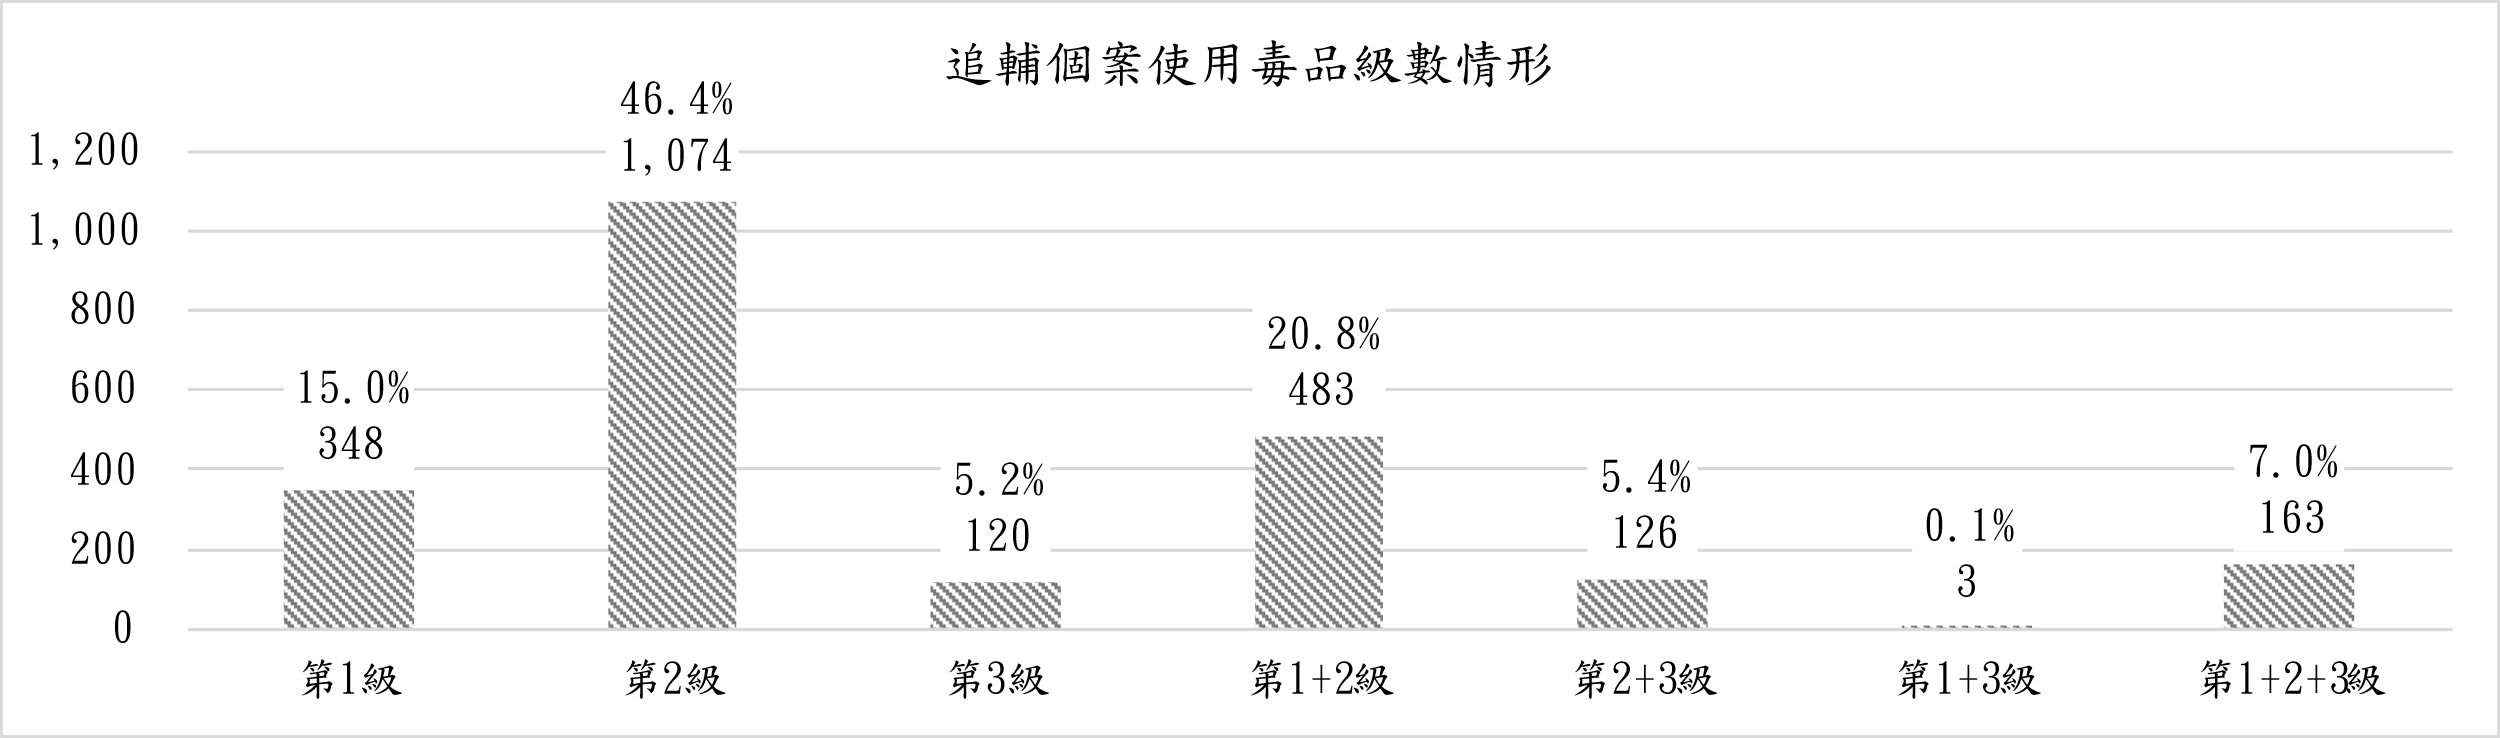 追輔個案使用毒品級數情形
1,200
1,000
800
600
400
200
0
15.0%
348
46.4%
1,074
5.2%
120
20.8%
483
5.4%
126
0.1%
3
7.0%
163
第1級
第2級
第3級
第1+2級
第2+3級
第1+3級
第1+2+3級